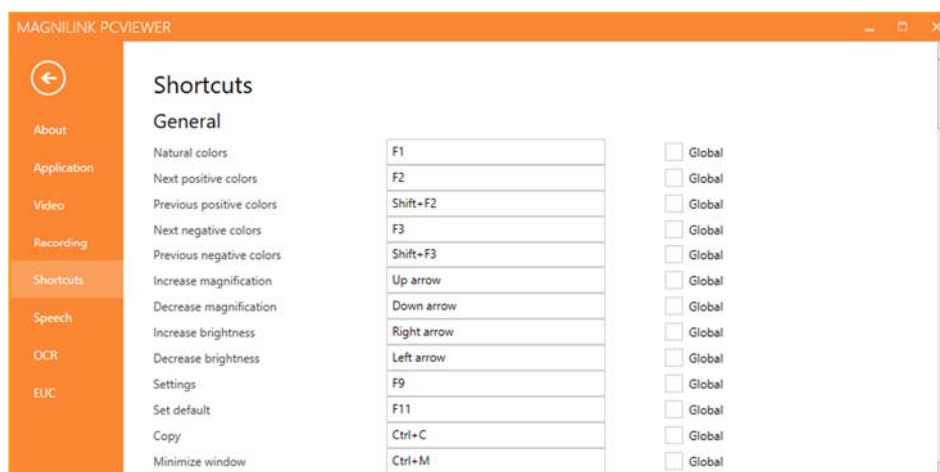 MAGNILINK PCVIEWER
Shortcuts
General
About
Application
Video
Recording
Shortcuts
Speech
OCR
EUC
Natural colors F1 Global
Next positive colors F2 Global
Previous positive colors Shift+F2 Global
Next negative colors F3 Global
Previous negative colors Shift+F3 Global
Increase magnification Up arrow Global
Decrease magnification Down arrow Global
Increase brightness Right arrow Global
Decrease brightness Left arrow Global
Settings F9 Global
Set default F11 Global
Copy Ctrl+C Global
Minimize window Ctrl+M Global